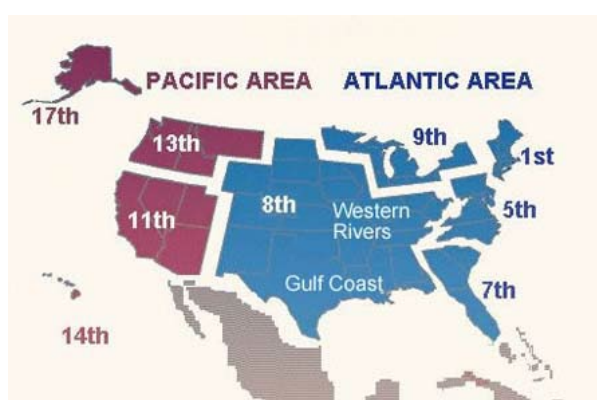 PACIFIC AREA
ATLANTIC AREA
17th
13th
9th
1st
11th
8th
Western
Rivers
5th
Gulf Coast
7th
14th